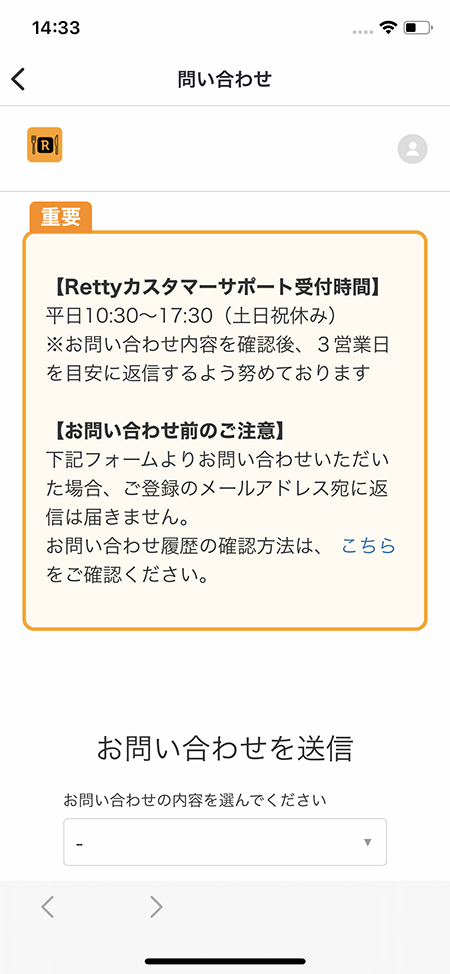 14:33
問い合わせ
R
重要
【Rettyカスタマーサポート受付時間】
平日10:30〜17:30（土日祝休み）
※お問い合わせ内容を確認後、３営業日
を目安に返信するよう努めております
【お問い合わせ前のご注意】
下記フォームよりお問い合わせいただい
た場合、ご登録のメールアドレス宛に返
信は届きません。
お問い合わせ履歴の確認方法は、 こちら
をご確認ください。
お問い合わせを送信
お問い合わせの内容を選んでください
-